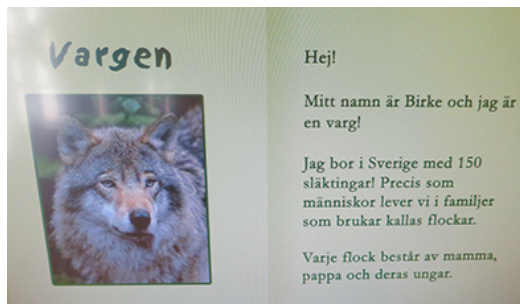 Vargen
Hej!
Mitt namn är Birke och jag är
en varg!
Jag bor i Sverige med 150
släktingar! Precis som
människor lever vi i familjer
som brukar kallas flockar.
Varje flock består av mamma,
pappa och deras ungar.